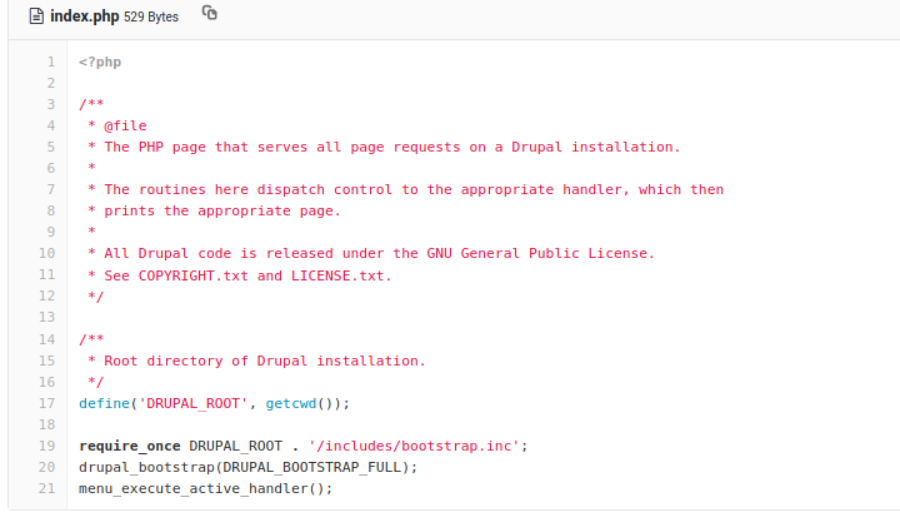 index.php 529 Bytes
1 <?php
2
3 /**
4  * @file
5  * The PHP page that serves all page requests on a Drupal installation.
6  *
7  * The routines here dispatch control to the appropriate handler, which then
8  * prints the appropriate page.
9  *
10  * All Drupal code is released under the GNU General Public License.
11  * See COPYRIGHT.txt and LICENSE.txt.
12  */
13
14 /**
15  * Root directory of Drupal installation.
16  */
17 define('DRUPAL_ROOT', getcwd());
18
19 require_once DRUPAL_ROOT . '/includes/bootstrap.inc';
20 drupal_bootstrap(DRUPAL_BOOTSTRAP_FULL);
21 menu_execute_active_handler();